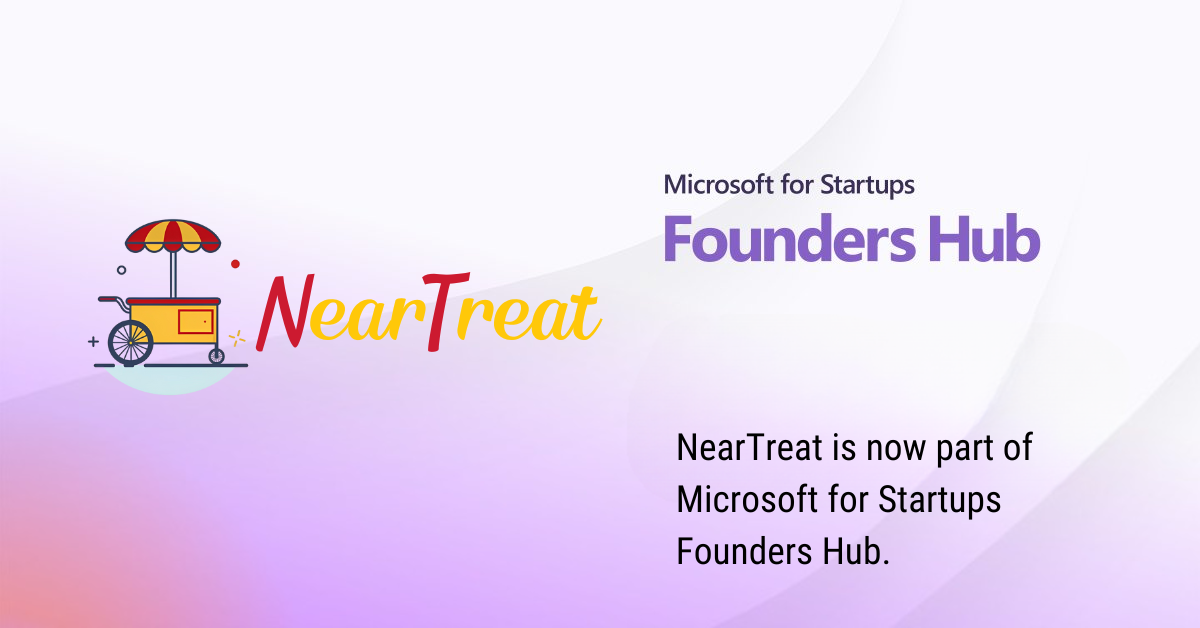 NearTreat
Microsoft for Startups
Founders Hub
NearTreat is now part of
Microsoft for Startups
Founders Hub.